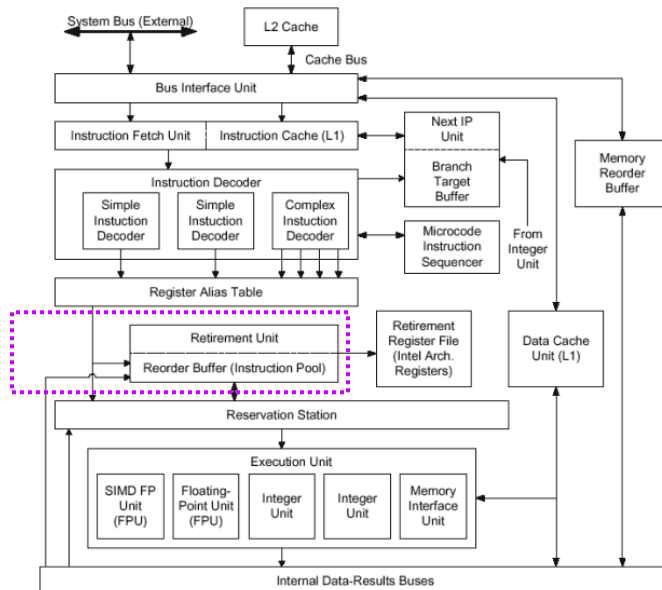 System Bus (External)
L2 Cache
Cache Bus
Bus Interface Unit
Instruction Fetch Unit
Instruction Cache (L1)
Next IP
Unit
Branch
Target
Buffer
Memory
Reorder
Buffer
Instruction Decoder
Simple
Instuction
Decoder
Simple
Instuction
Decoder
Complex
Instuction
Decoder
Microcode
Instruction
Sequencer
From
Integer
Unit
Register Alias Table
Retirement Unit
Reorder Buffer (Instruction Pool)
Retirement
Register File
(Intel Arch.
Registers)
Data Cache
Unit (L1)
Reservation Station
Execution Unit
SIMD FP
Unit
(FPU)
Floating-
Point Unit
(FPU)
Integer
Unit
Integer
Unit
Memory
Interface
Unit
Internal Data-Results Buses